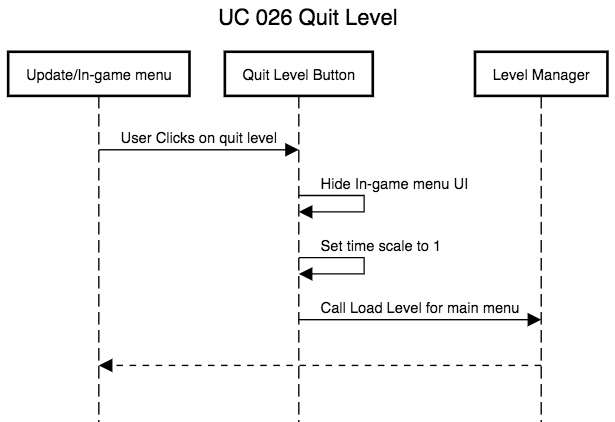 UC 026 Quit Level
Update/In-game menu
Quit Level Button
Level Manager
User Clicks on quit level
Hide In-game menu UI
Set time scale to 1
Call Load Level for main menu